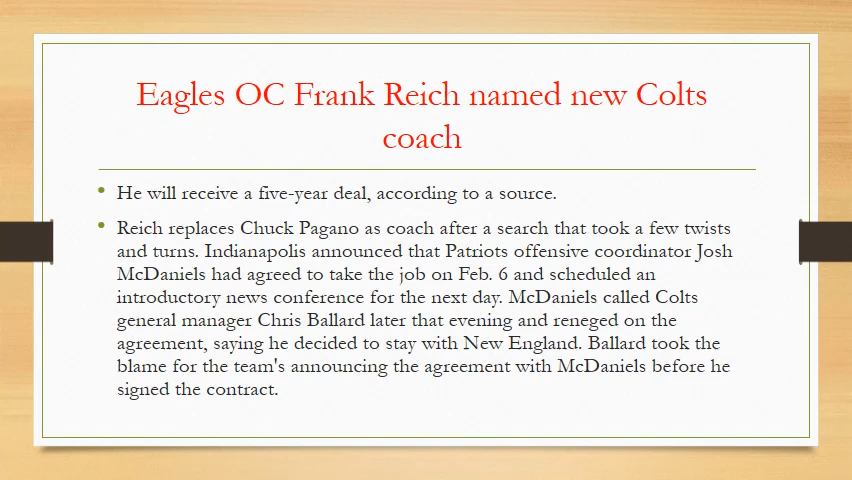 Eagles OC Frank Reich named new Colts
coach
• He will receive a five-year deal, according to a source.
• Reich replaces Chuck Pagano as coach after a search that took a few twists
and turns. Indianapolis announced that Patriots offensive coordinator Josh
McDaniels had agreed to take the job on Feb. 6 and scheduled an
introductory news conference for the next day. McDaniels called Colts
general manager Chris Ballard later that evening and reneged on the
agreement, saying he decided to stay with New England. Ballard took the
blame for the team's announcing the agreement with McDaniels before he
signed the contract.